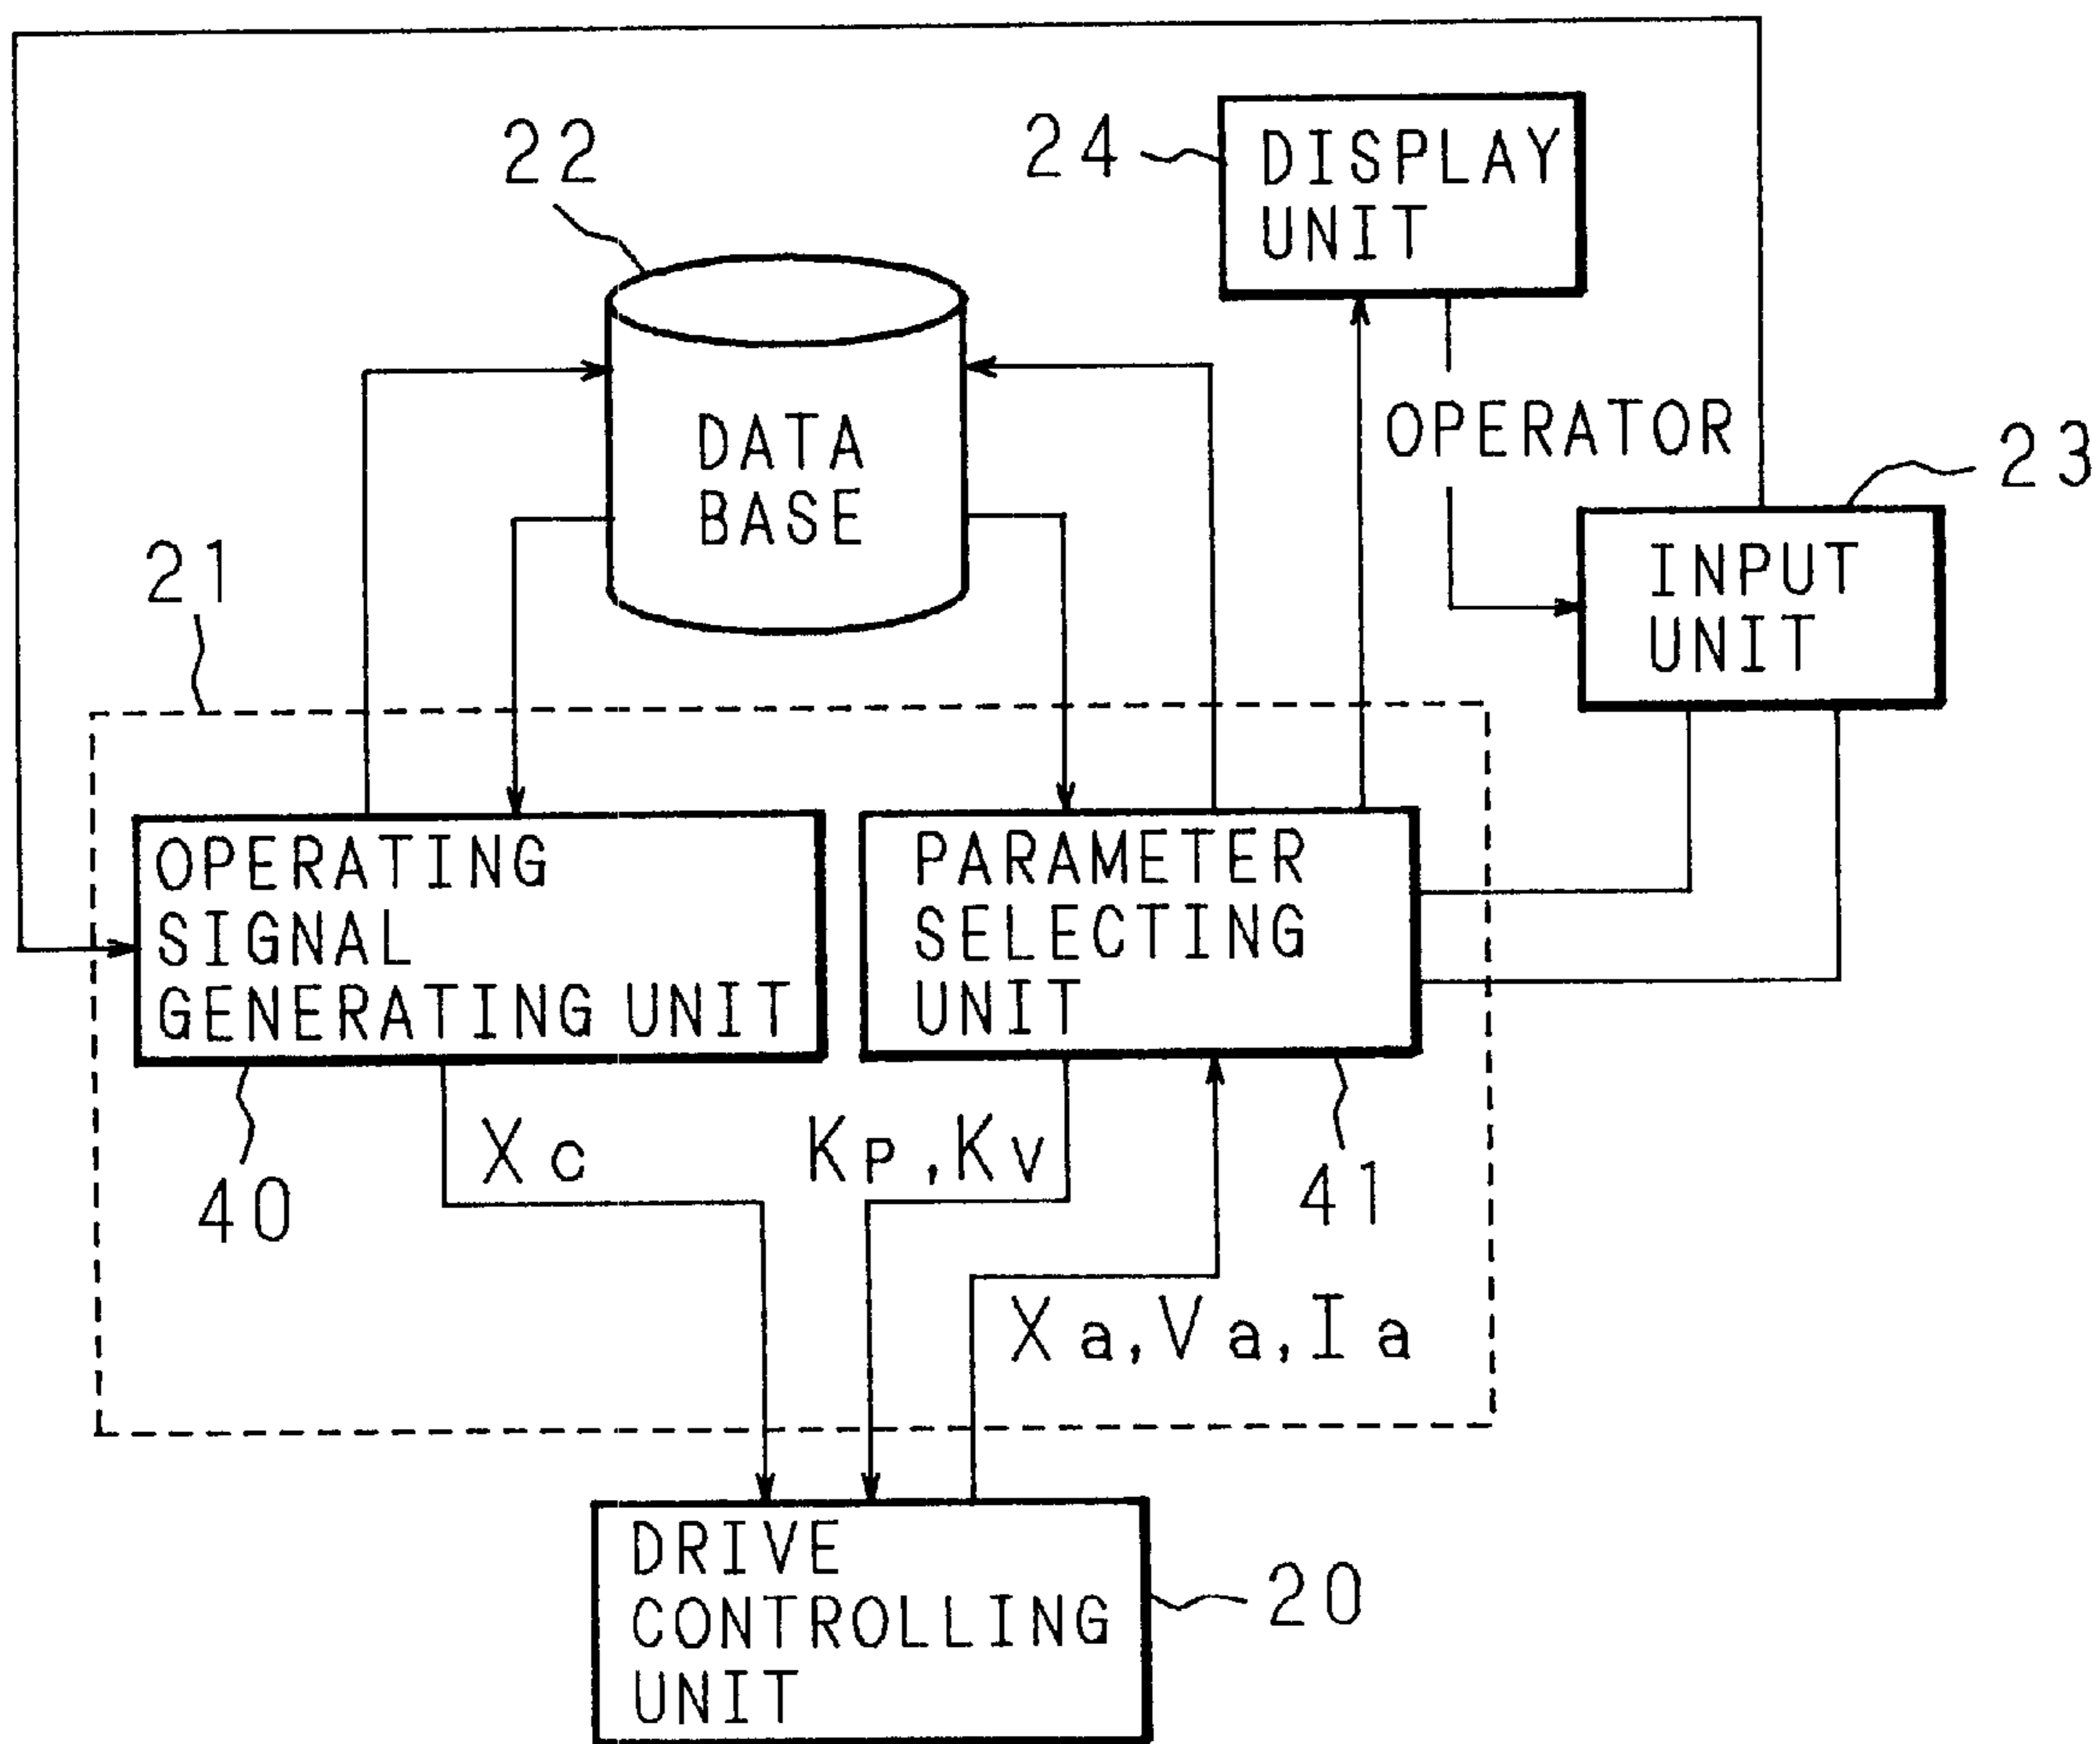 22
24
DISPLAY
UNIT
DATA
BASE
OPERATOR
23
INPUT
UNIT
21
OPERATING
SIGNAL
GENERATING UNIT
PARAMETER
SELECTING
UNIT
40
Xc
Kp,Kv
41
Xa,Va,Ia
DRIVE
CONTROLLING
UNIT
20